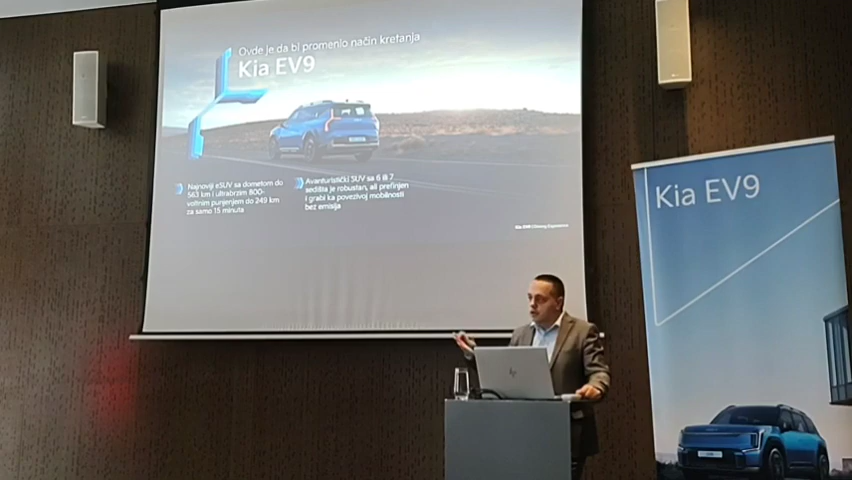 Ovde je da bi promenio način kretanja
Kia EV9
Najnoviji eSUV sa dometom do
563 km i ultrabrzim 800-
voltnim punjenjem do 249 km
za samo 15 minuta
Avanturistički SUV sa 6 ili 7
sedišta je robustan, ali prefinjen
i grabi ka povezivoj mobilnosti
bez emisija
Kia EV9
hp